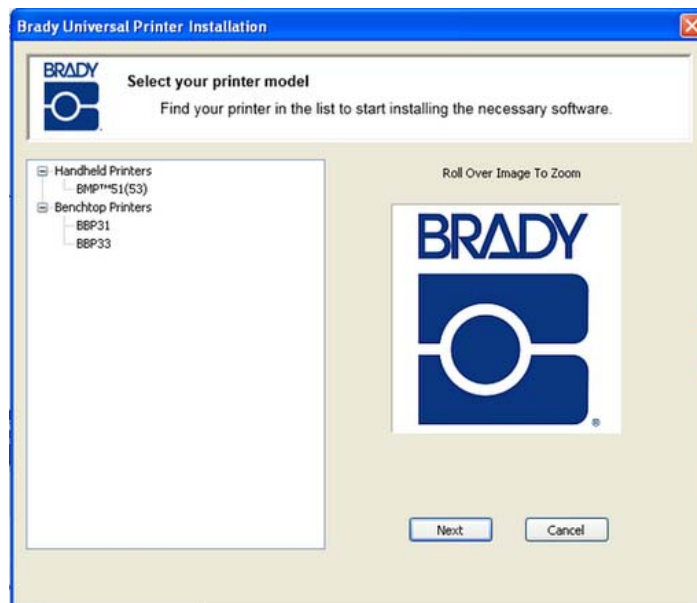 Brady Universal Printer Installation
BRADY
Select your printer model
Find your printer in the list to start installing the necessary software.
Handheld Printers
BMP™51(53)
Benchtop Printers
BBP31
BBP33
Roll Over Image To Zoom
BRADY
®
Next
Cancel